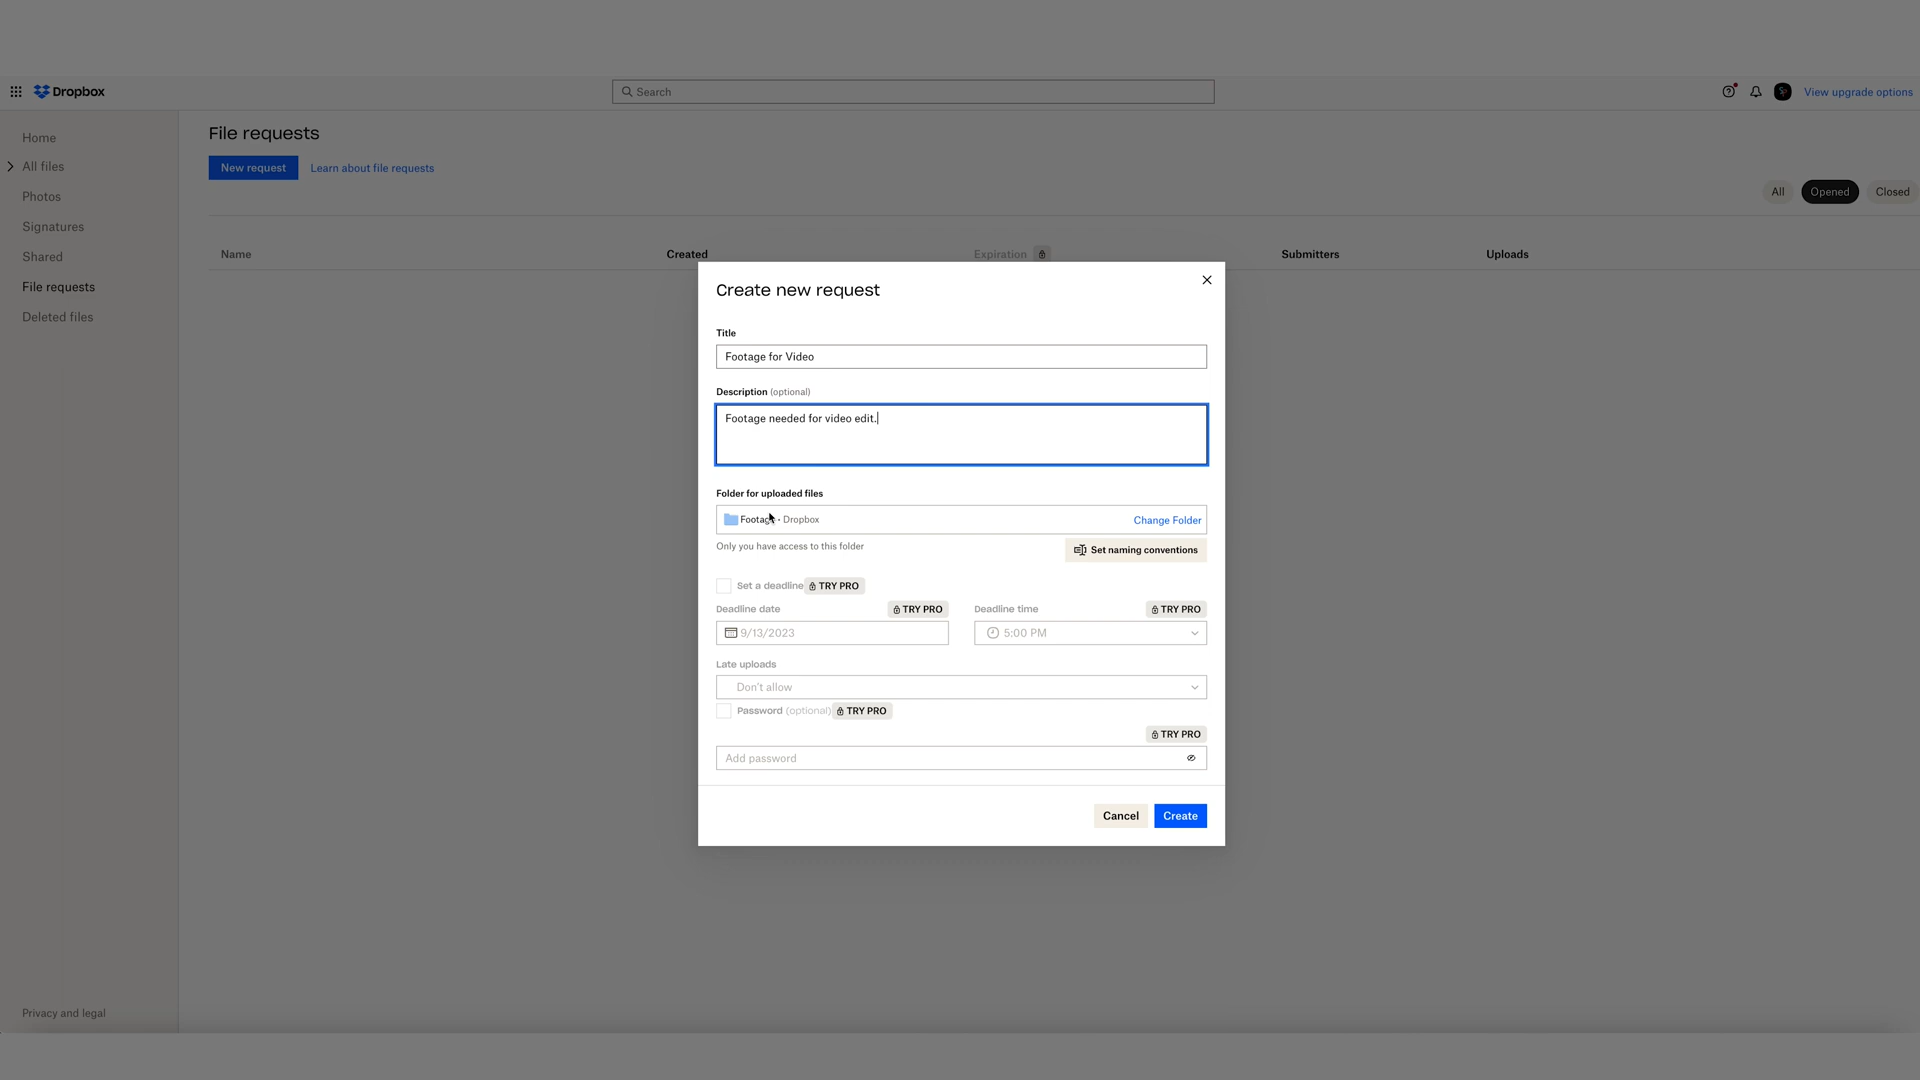 Dropbox
Search
View upgrade options
Home
All files
Photos
Signatures
Shared
File requests
Deleted files
Privacy and legal
File requests
New request
Learn about file requests
All
Opened
Closed
Name
Created
Expiration
Submitters
Uploads
Create new request
Title
Footage for Video
Description (optional)
Footage needed for video edit.
Folder for uploaded files
Footage • Dropbox
Change Folder
Only you have access to this folder
Set naming conventions
Set a deadline TRY PRO
Deadline date TRY PRO
Deadline time TRY PRO
9/13/2023
5:00 PM
Late uploads
Don't allow
Password (optional) TRY PRO
TRY PRO
Add password
Cancel
Create